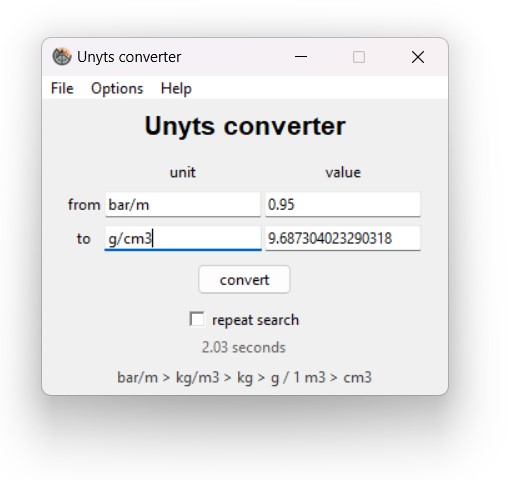 Unyts converter
File Options Help
Unyts converter
unit value
from bar/m 0.95
to g/cm3 9.687304023290318
convert
repeat search
2.03 seconds
bar/m > kg/m3 > kg > g / 1 m3 > cm3